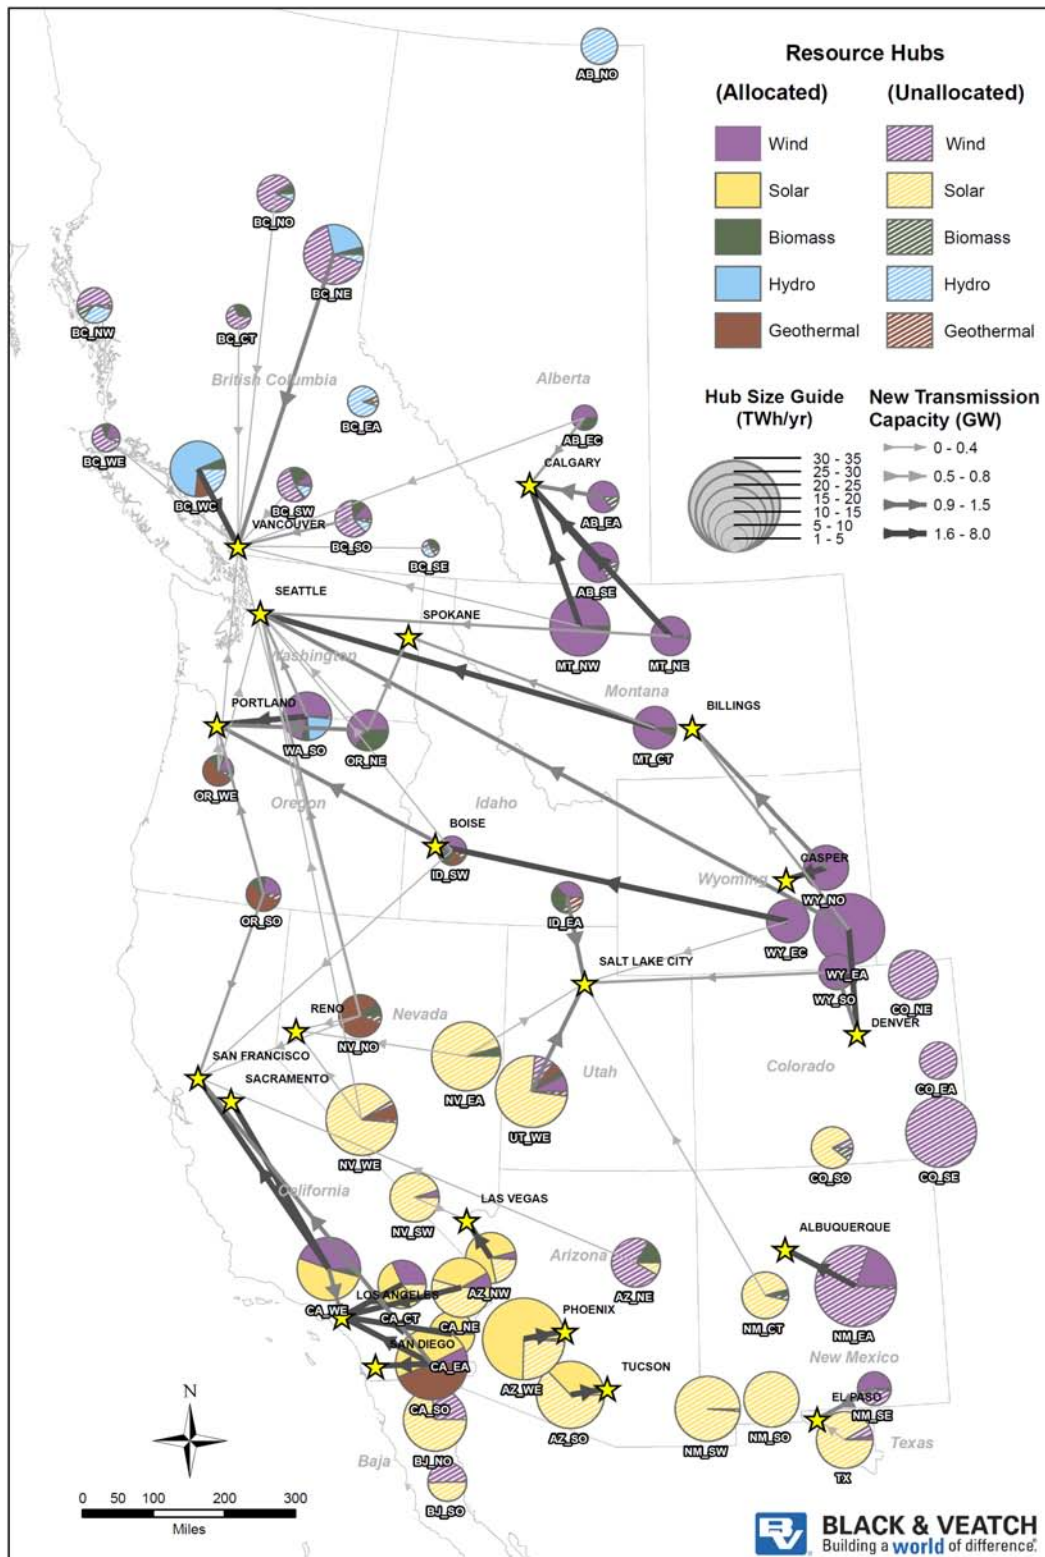 Resource Hubs
(Allocated) (Unallocated)
Wind Wind
Solar Solar
Biomass Biomass
Hydro Hydro
Geothermal Geothermal
Hub Size Guide
(TWh/yr)
30 - 35
25 - 30
20 - 25
15 - 20
10 - 15
5 - 10
1 - 5
New Transmission
Capacity (GW)
0 - 0.4
0.5 - 0.8
0.9 - 1.5
1.6 - 8.0
AB_NO
BC_NO
BC_NE
BC_NW
BC_CT
British Columbia
Alberta
BC_EA
AB_EC
BC_WE
CALGARY
BC_WC
BC_SW
AB_EA
VANCOUVER
BC_SO
BC_SE
AB_SE
SEATTLE
SPOKANE
Washington
MT_NW
MT_NE
Montana
PORTLAND
BILLINGS
WA_SO
OR_NE
MT_CT
OR_WE
Oregon
Idaho
BOISE
ID_SW
CASPER
Wyoming
WY_NO
OR_SO
ID_EA
WY_EC
SALT LAKE CITY
WY_EA
WY_SO
CO_NE
RENO
Nevada
NV_NO
DENVER
SAN FRANCISCO
SACRAMENTO
NV_EA
Utah
Colorado
CO_EA
UT_WE
NV_WE
CO_SO
CO_SE
California
LAS VEGAS
NV_SW
ALBUQUERQUE
Arizona
AZ_NW
AZ_NE
LOS ANGELES
CA_WE
CA_CT
CA_NE
PHOENIX
NM_CT
NM_EA
SAN DIEGO
CA_EA
New Mexico
AZ_WE
TUCSON
CA_SO
EL PASO
NM_SE
AZ_SO
NM_SW
NM_SO
Texas
BJ_NO
Baja
TX
BJ_SO
N
0 50 100 200 300
Miles
BV
BLACK & VEATCH
Building a world of difference.